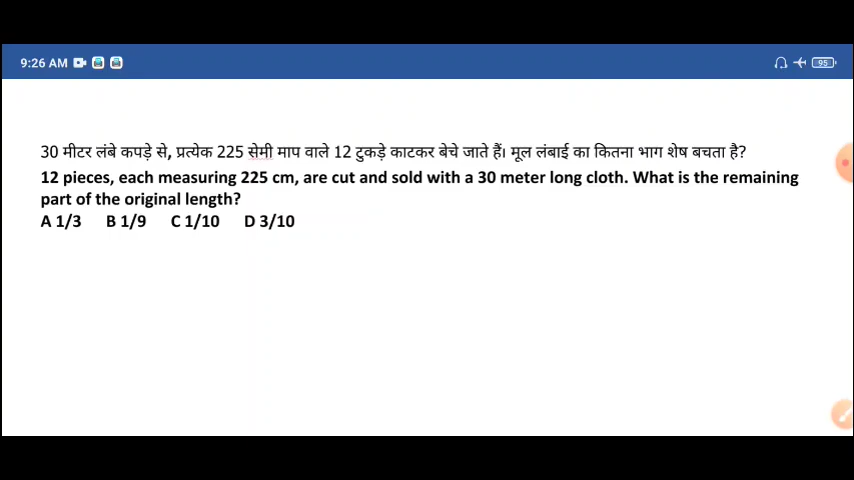 9:26 AM 95
30 मीटर लंबे कपड़े से, प्रत्येक 225 सेमी माप वाले 12 टुकड़े काटकर बेचे जाते हैं। मूल लंबाई का कितना भाग शेष बचता है?
12 pieces, each measuring 225 cm, are cut and sold with a 30 meter long cloth. What is the remaining
part of the original length?
A 1/3 B 1/9 C 1/10 D 3/10